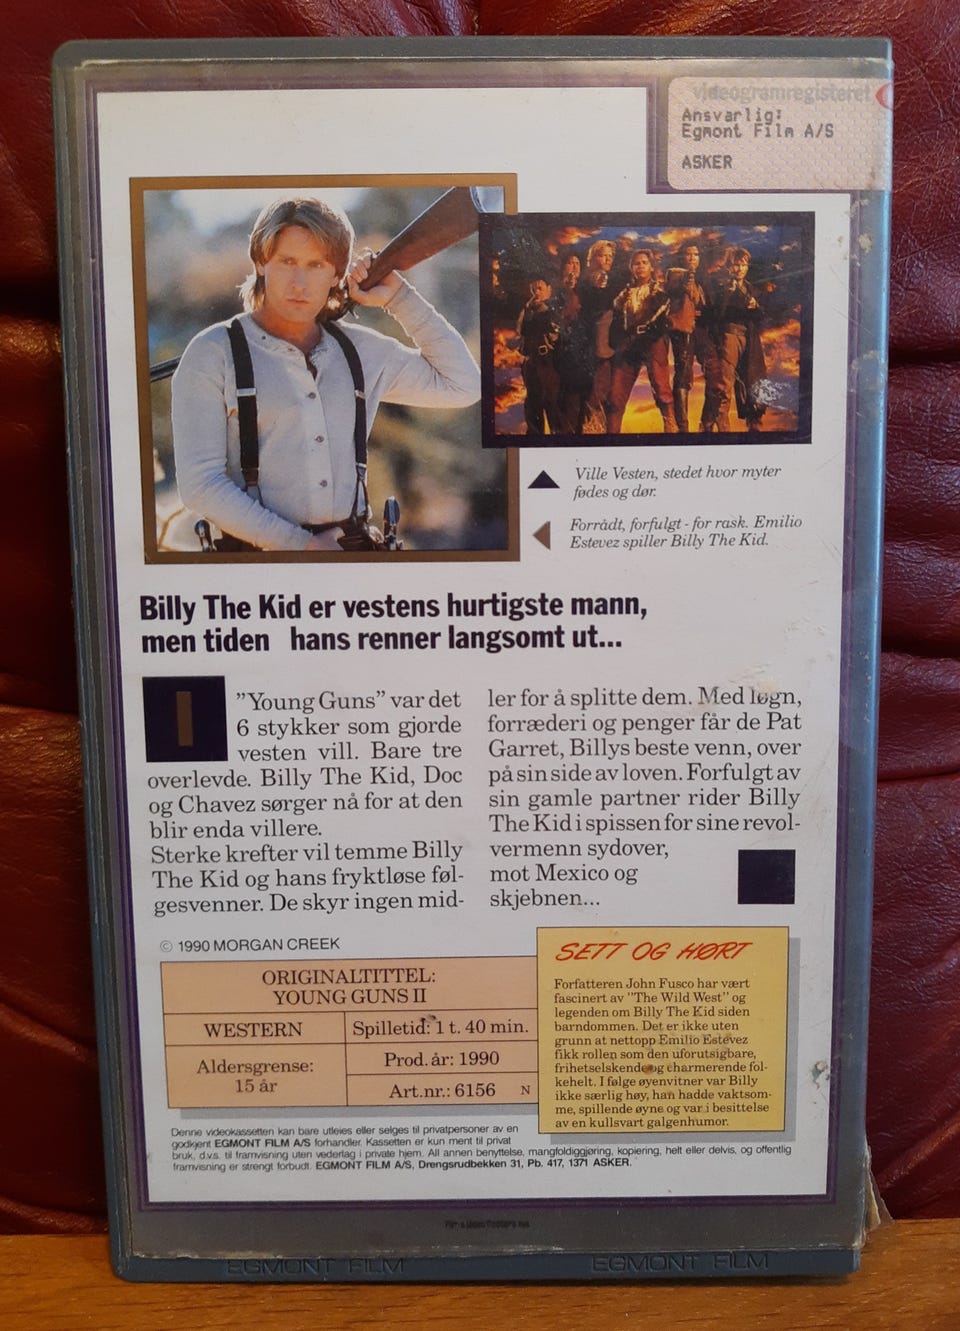 videogramregisteret
Ansvarlig:
Egmont Film A/S
ASKER
Ville Vesten, stedet hvor myter
fødes og dør.
Forrådt, forfulgt - for rask. Emilio
Estevez spiller Billy The Kid.
Billy The Kid er vestens hurtigste mann,
men tiden hans renner langsomt ut...
I
"Young Guns" var det
6 stykker som gjorde
vesten vill. Bare tre
overlevde. Billy The Kid, Doc
og Chavez sørger nå for at den
blir enda villere.
Sterke krefter vil temme Billy
The Kid og hans fryktløse føl-
gesvenner. De skyr ingen mid-
ler for å splitte dem. Med løgn,
forræderi og penger får de Pat
Garret, Billys beste venn, over
på sin side av loven. Forfulgt av
sin gamle partner rider Billy
The Kid i spissen for sine revol-
vermenn sydover,
mot Mexico og
skjebnen...
© 1990 MORGAN CREEK
ORIGINALTITTEL:
YOUNG GUNS II
WESTERN
Spilletid: 1 t. 40 min.
Aldersgrense:
15 år
Prod. år: 1990
Art.nr.: 6156 N
SETT OG HØRT
Forfatteren John Fusco har vært
fascinert av "The Wild West" og
legenden om Billy The Kid siden
barndommen. Det er ikke uten
grunn at nettopp Emilio Estevez
fikk rollen som den uforutsigbare,
frihetselskende og charmerende fol-
kehelt. I følge øyenvitner var Billy
ikke særlig høy, han hadde vaktsom-
me, spillende øyne og var i besittelse
av en kullsvart galgenhumor.
Denne videokassetten kan bare utleies eller selges til privatpersoner av en
godkjent EGMONT FILM A/S forhandler. Kassetten er kun ment til privat
bruk, d.v.s. til framvisning uten vederlag i private hjem. All annen benyttelse, mangfoldiggjøring, kopiering, helt eller delvis, og offentlig
framvisning er strengt forbudt. EGMONT FILM A/S, Drengsrudbekken 31, Pb. 417, 1371 ASKER.
EGMONT FILM EGMONT FILM